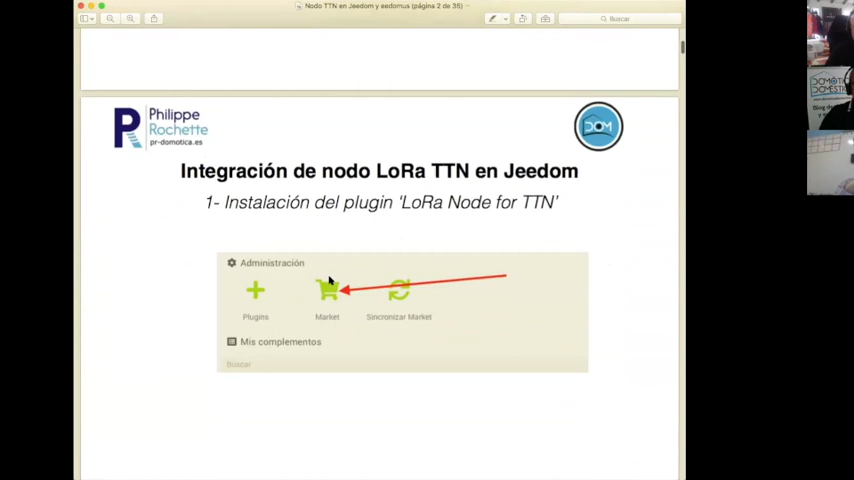 Nodo TTN en Jeedom y eedomus (página 2 de 35)
Buscar
Philippe
Rochette
pr-domotica.es
DOM
Integración de nodo LoRa TTN en Jeedom
1- Instalación del plugin ‘LoRa Node for TTN’
Administración
Plugins
Market
Sincronizar Market
Mis complementos
Buscar